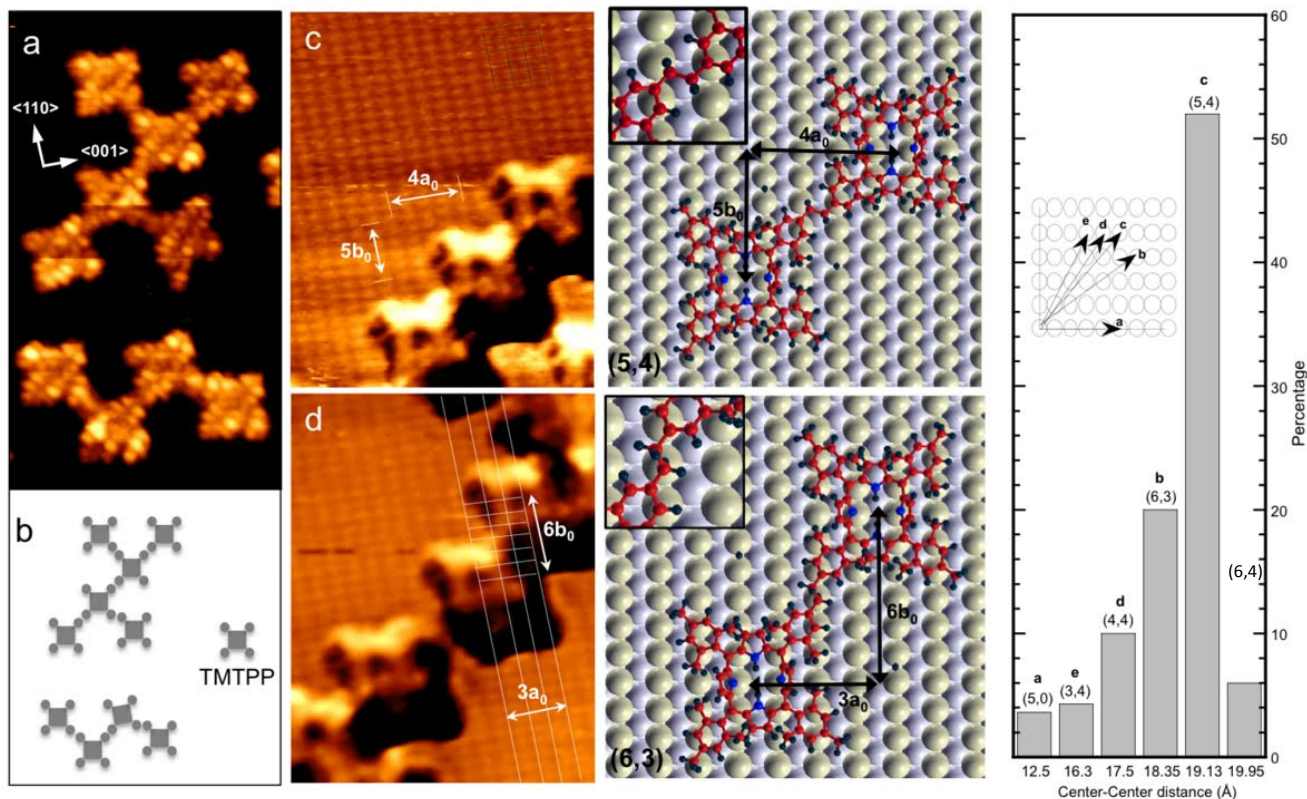 a
<110>
<001>
b
TMTPP
c
4a₀
5b₀
d
6b₀
3a₀
4a₀
5b₀
(5,4)
6b₀
3a₀
(6,3)
60
50
40
30
20
10
0
Percentage
c
(5,4)
e
d
c
b
a
b
(6,3)
(6,4)
d
(4,4)
a
(5,0)
e
(3,4)
12.5 16.3 17.5 18.35 19.13 19.95
Center-Center distance (Å)